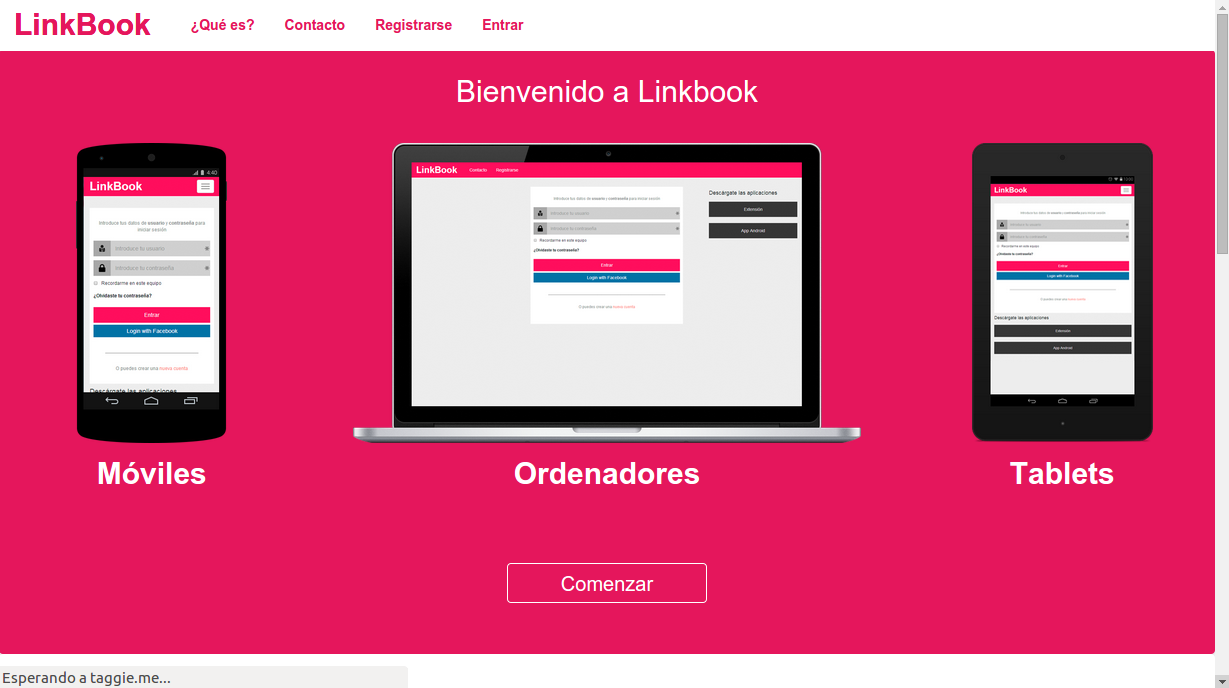 LinkBook ¿Qué es? Contacto Registrarse Entrar
Bienvenido a Linkbook
4:40
LinkBook
Introduce tus datos de usuario y contraseña para
iniciar sesión
Introduce tu usuario
Introduce tu contraseña
Recordarme en este equipo
¿Olvidaste tu contraseña?
Entrar
Login with Facebook
O puedes crear una nueva cuenta
Descárgate las aplicaciones
LinkBook Contacto Registrarse
Introduce tus datos de usuario y contraseña para iniciar sesión
Introduce tu usuario
Introduce tu contraseña
Recordarme en este equipo
¿Olvidaste tu contraseña?
Entrar
Login with Facebook
O puedes crear una nueva cuenta
Descárgate las aplicaciones
Extensión
App Android
LinkBook
Introduce tus datos de usuario y contraseña para iniciar sesión
Introduce tu usuario
Introduce tu contraseña
Recordarme en este equipo
¿Olvidaste tu contraseña?
Entrar
Login with Facebook
O puedes crear una nueva cuenta
Descárgate las aplicaciones
Extensión
App Android
Móviles
Ordenadores
Tablets
Comenzar
Esperando a taggie.me...